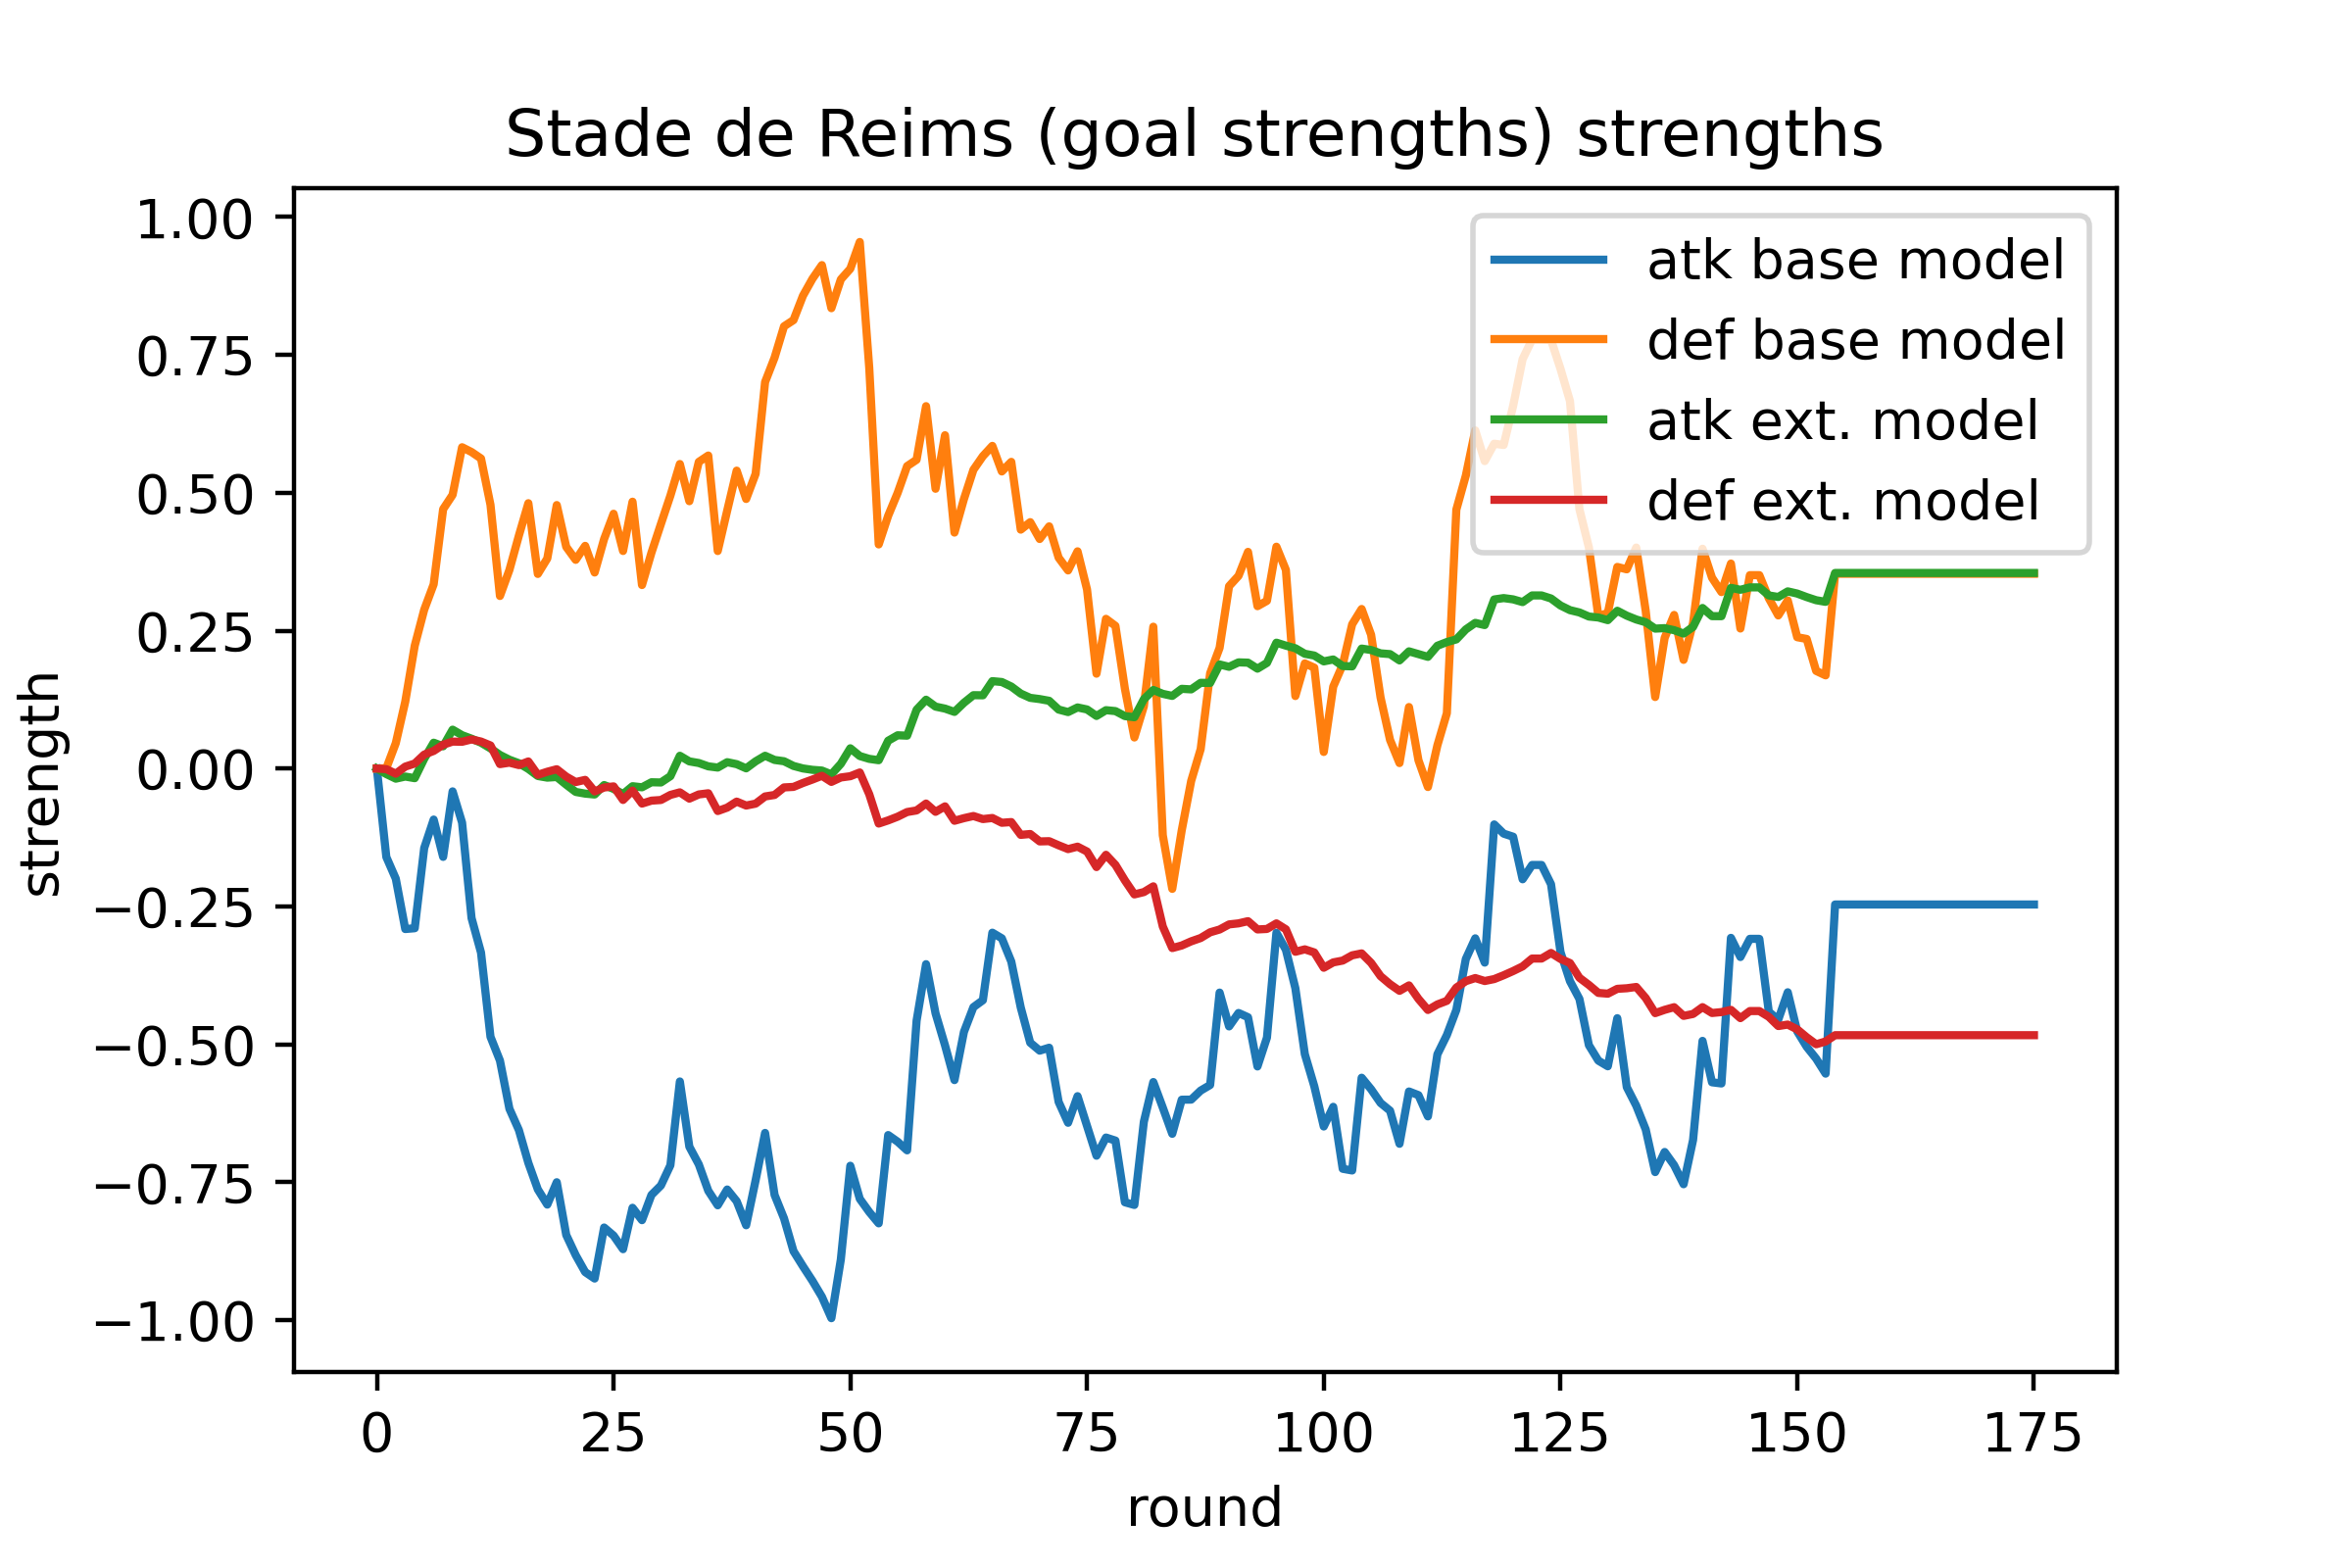 Stade de Reims (goal strengths) strengths
1.00
0.75
0.50
0.25
0.00
−0.25
−0.50
−0.75
−1.00
strength
atk base model
def base model
atk ext. model
def ext. model
0 25 50 75 100 125 150 175
round